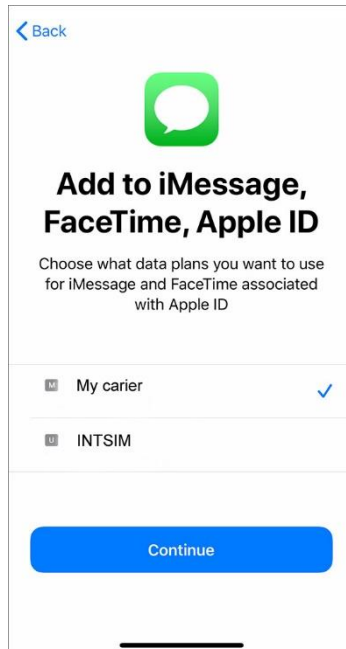 Back
Add to iMessage,
FaceTime, Apple ID
Choose what data plans you want to use
for iMessage and FaceTime associated
with Apple ID
M My carier
U INTSIM
Continue